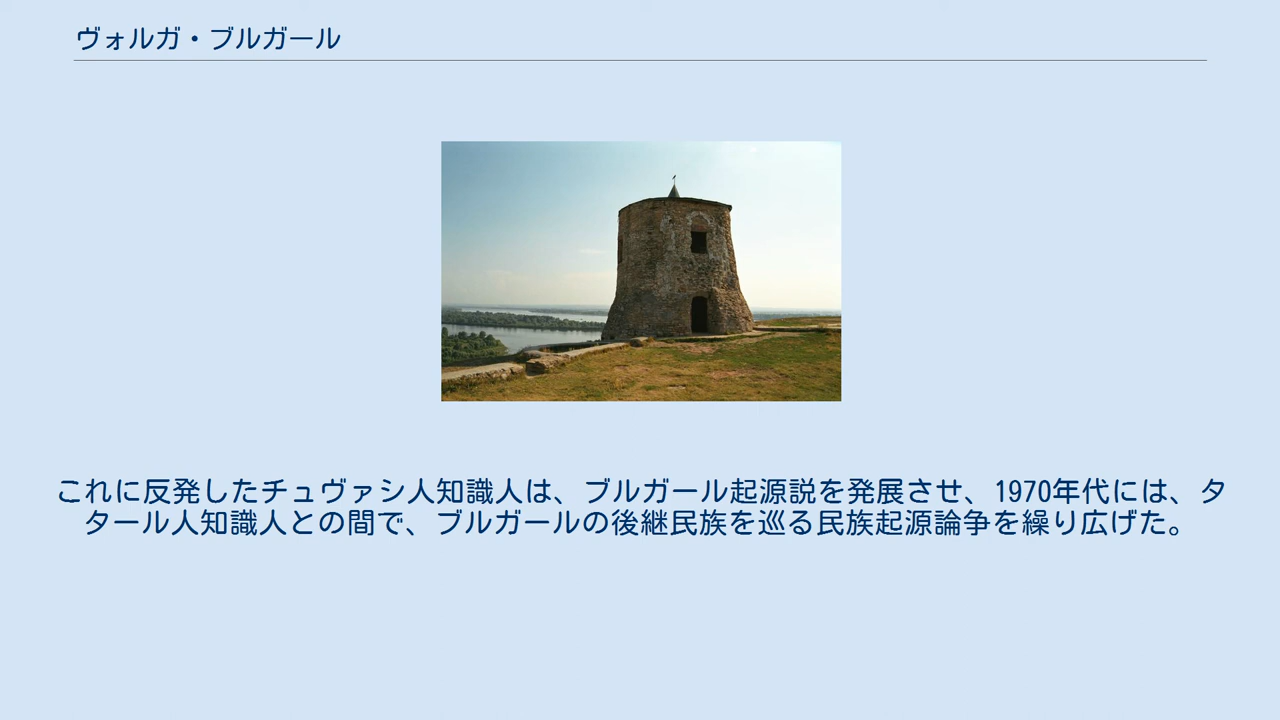 ヴォルガ・ブルガール
これに反発したチュヴァシ人知識人は、ブルガール起源説を発展させ、1970年代には、タ
タール人知識人との間で、ブルガールの後継民族を巡る民族起源論争を繰り広げた。